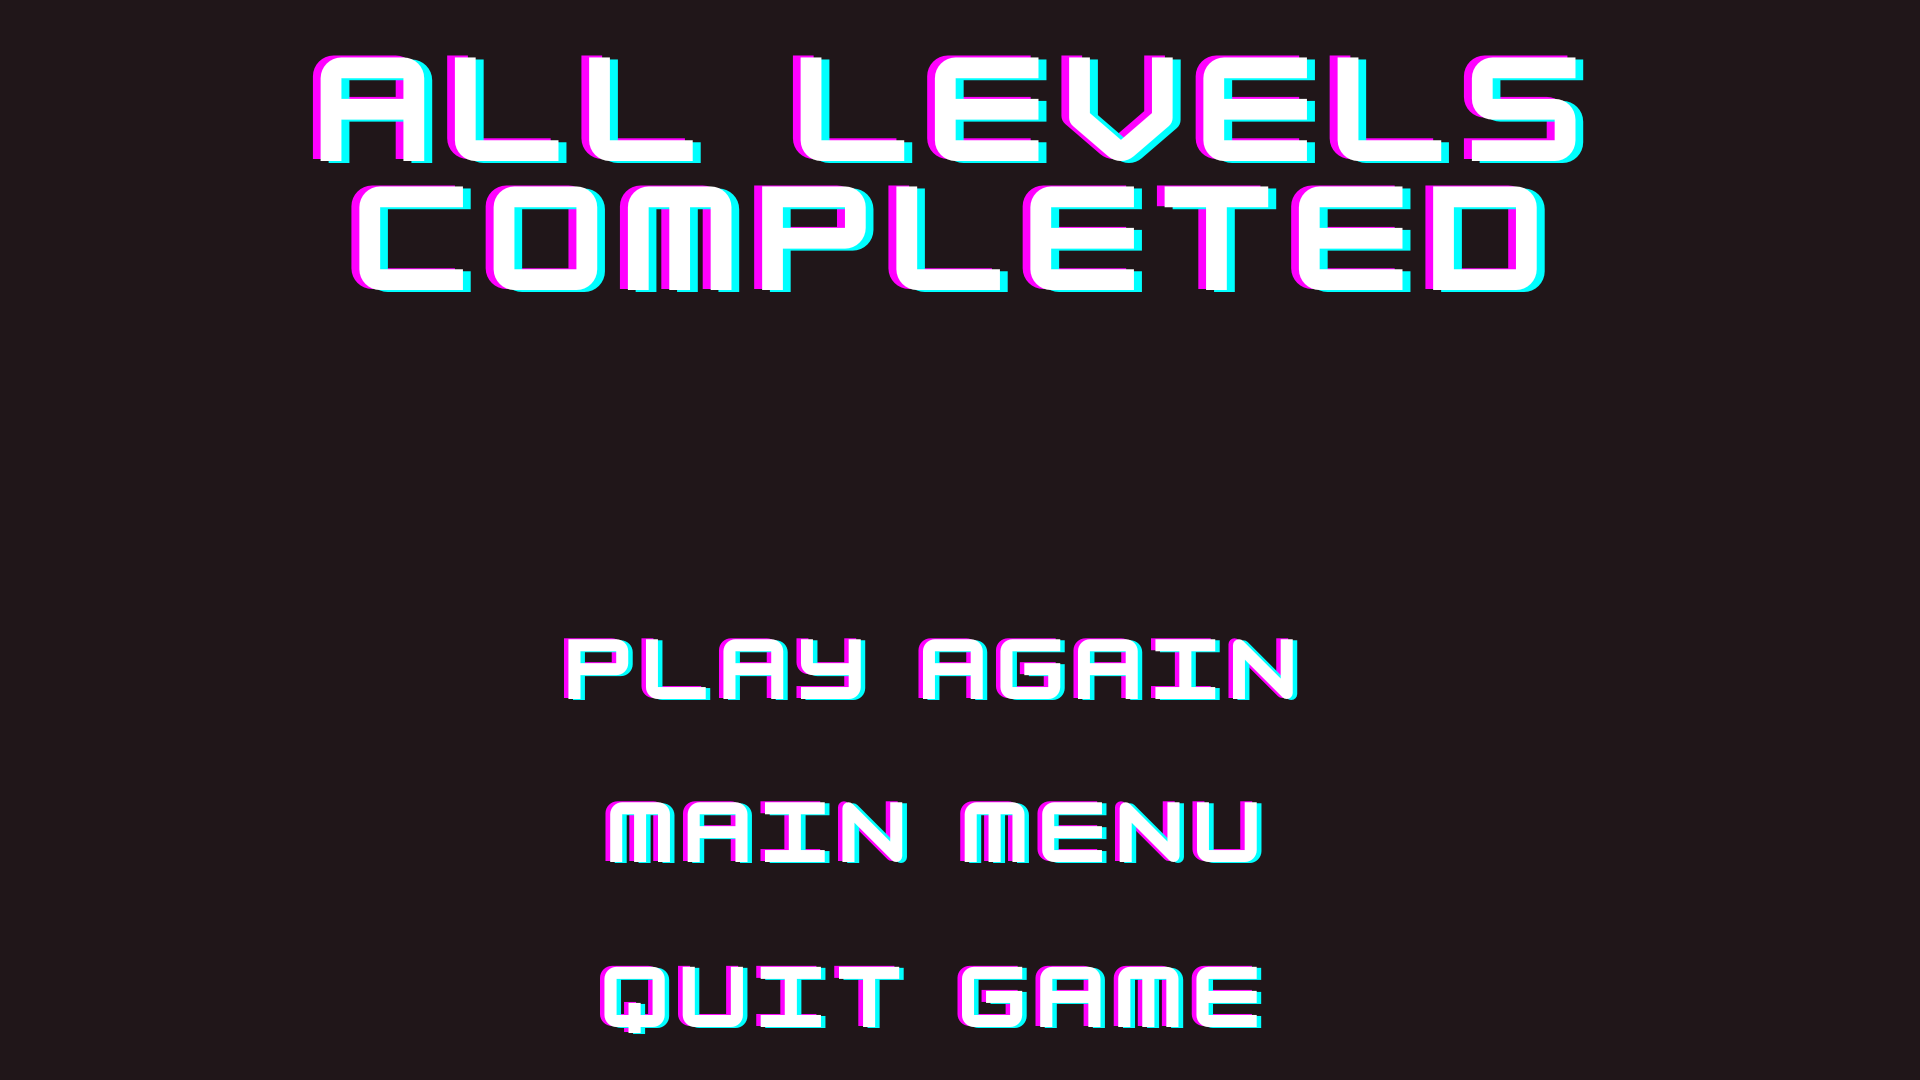 ALL LEVELS
COMPLETED
PLAY AGAIN
MAIN MENU
QUIT GAME